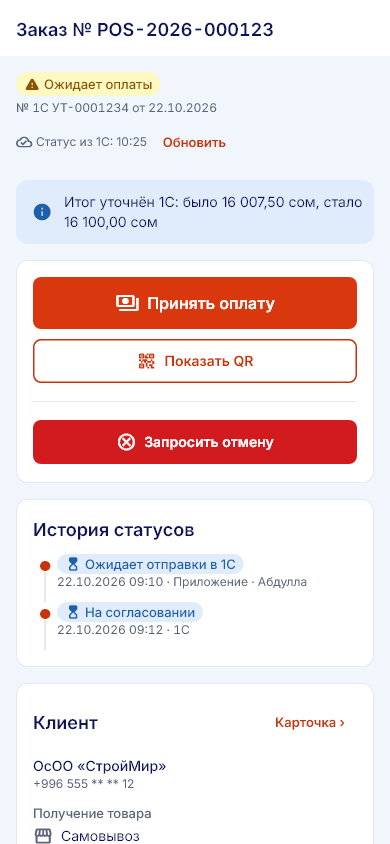 Заказ № POS-2026-000123
Ожидает оплаты
№ 1С УТ-0001234 от 22.10.2026
Статус из 1С: 10:25 Обновить
Итог уточнён 1С: было 16 007,50 сом, стало
16 100,00 сом
Принять оплату
Показать QR
Запросить отмену
История статусов
Ожидает отправки в 1С
22.10.2026 09:10 · Приложение · Абдулла
На согласовании
22.10.2026 09:12 · 1С
Клиент Карточка ›
ОсОО «СтройМир»
+996 555 ** ** 12
Получение товара
Самовывоз